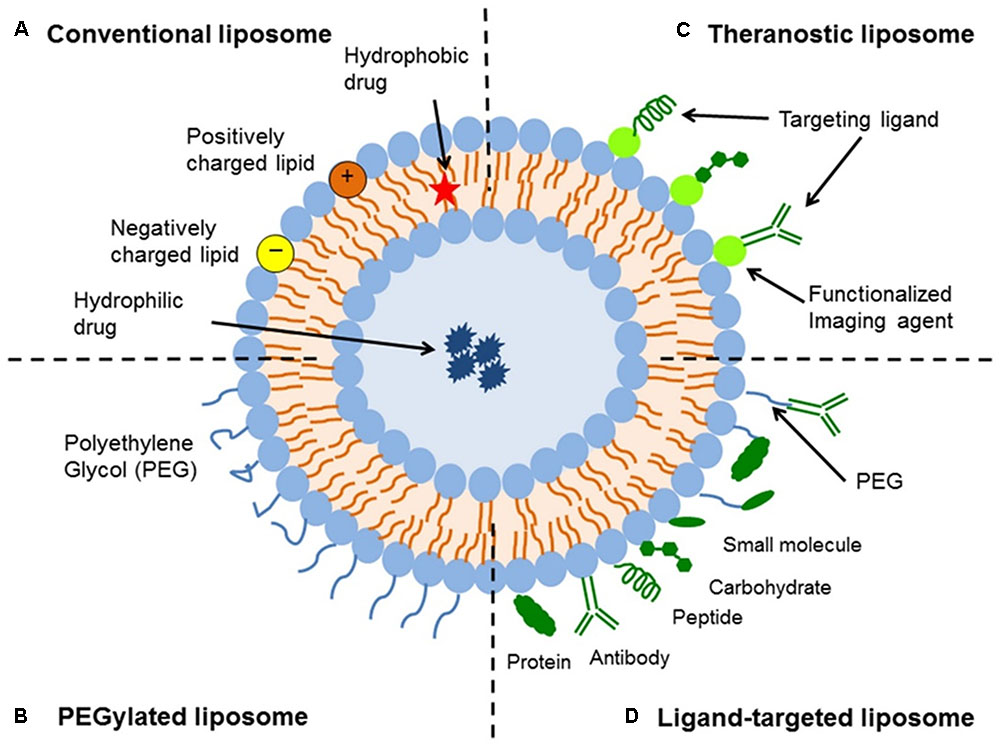 A Conventional liposome
Hydrophobic
drug
Positively
charged lipid
+
Negatively
charged lipid
−
Hydrophilic
drug
C Theranostic liposome
Targeting ligand
Functionalized
Imaging agent
Polyethylene
Glycol (PEG)
B PEGylated liposome
PEG
Small molecule
Carbohydrate
Peptide
Antibody
Protein
D Ligand-targeted liposome